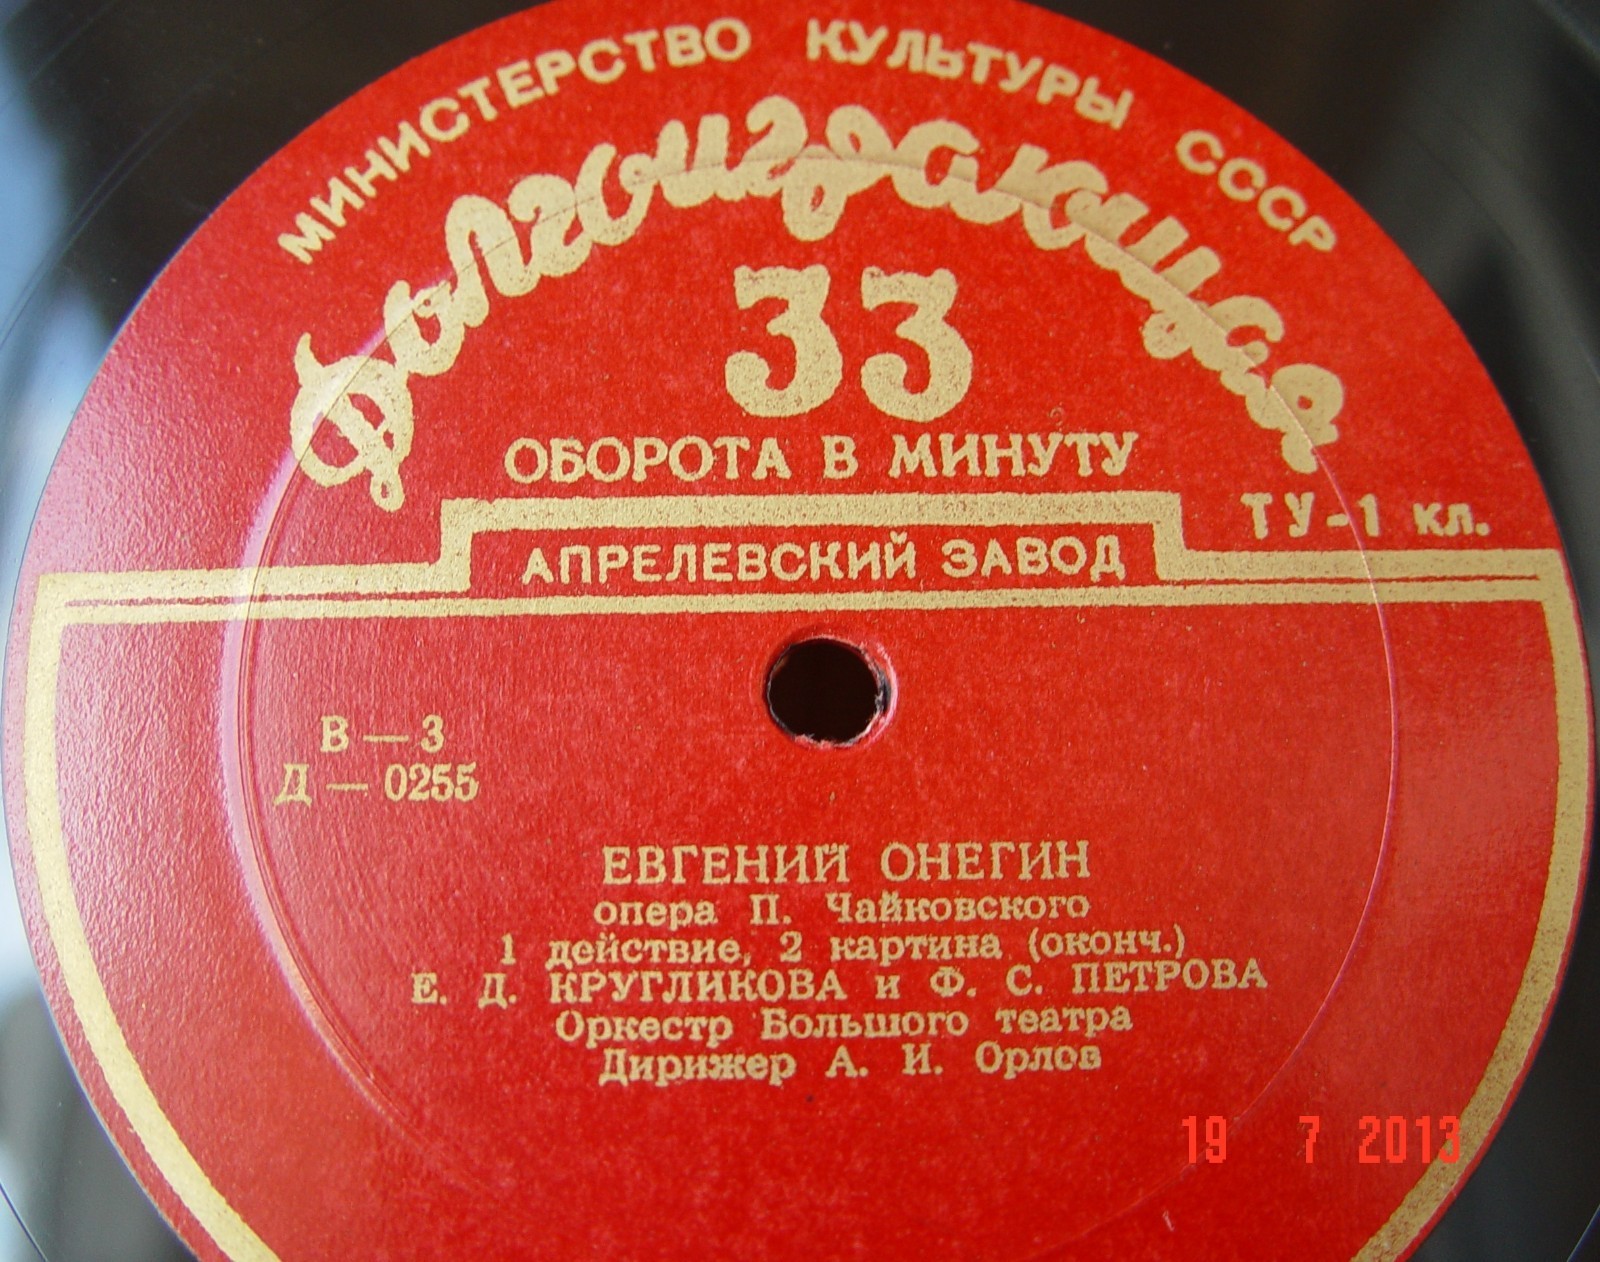 МИНИСТЕРСТВО КУЛЬТУРЫ СССР
Долгоиграющая
33
ОБОРОТА В МИНУТУ
ТУ-1 кл.
АПРЕЛЕВСКИЙ ЗАВОД
В — 3
Д — 0255
ЕВГЕНИЙ ОНЕГИН
опера П. Чайковского
1 действие, 2 картина (оконч.)
Е. Д. КРУГЛИКОВА и Ф. С. ПЕТРОВА
Оркестр Большого театра
Дирижер А. И. Орлов
19 7 2013